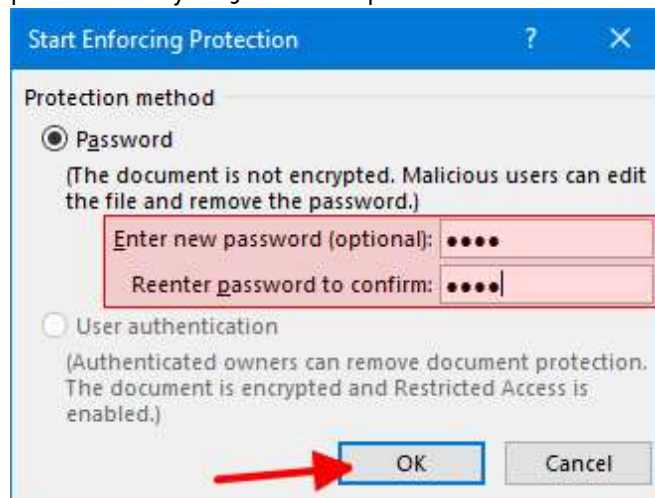 Start Enforcing Protection ? ×
Protection method
Password
(The document is not encrypted. Malicious users can edit
the file and remove the password.)
Enter new password (optional): ●●●●
Reenter password to confirm: ●●●●
User authentication
(Authenticated owners can remove document protection.
The document is encrypted and Restricted Access is
enabled.)
OK Cancel